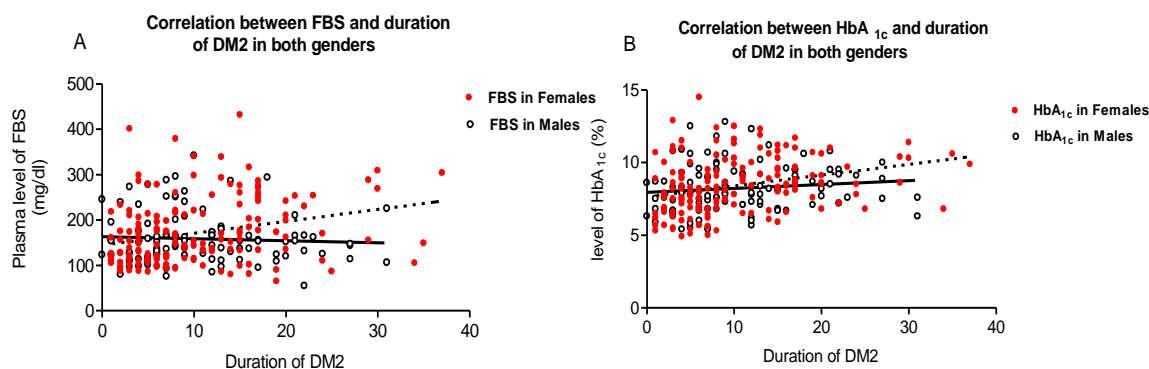 A
Correlation between FBS and duration
of DM2 in both genders
500
400
300
200
100
0
Plasma level of FBS
(mg/dl)
0 10 20 30 40
Duration of DM2
FBS in Females
FBS in Males
B
Correlation between HbA 1c and duration
of DM2 in both genders
15
10
5
0
level of HbA1c (%)
0 10 20 30 40
Duration of DM2
HbA1c in Females
HbA1c in Males